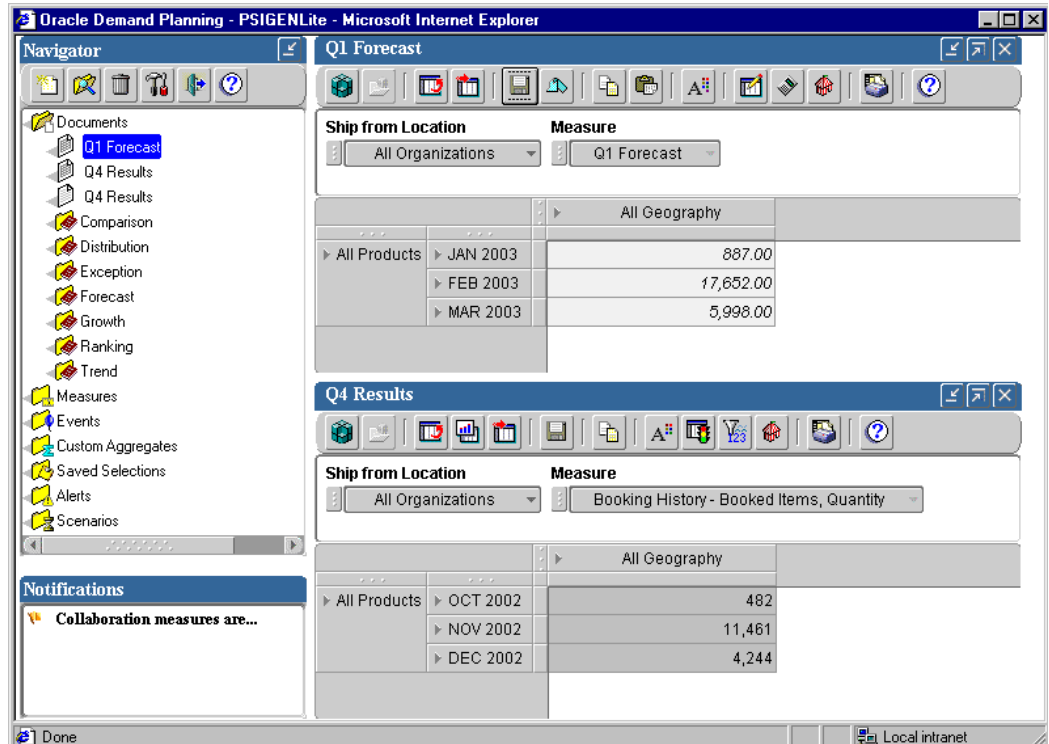 Oracle Demand Planning - PSIGENLite - Microsoft Internet Explorer
Navigator
Documents
Q1 Forecast
Q4 Results
Q4 Results
Comparison
Distribution
Exception
Forecast
Growth
Ranking
Trend
Measures
Events
Custom Aggregates
Saved Selections
Alerts
Scenarios
Notifications
Collaboration measures are...
Q1 Forecast
Ship from Location Measure
All Organizations Q1 Forecast
All Geography
All Products JAN 2003 887.00
FEB 2003 17,652.00
MAR 2003 5,998.00
Q4 Results
Ship from Location Measure
All Organizations Booking History - Booked Items, Quantity
All Geography
All Products OCT 2002 482
NOV 2002 11,461
DEC 2002 4,244
Done Local intranet